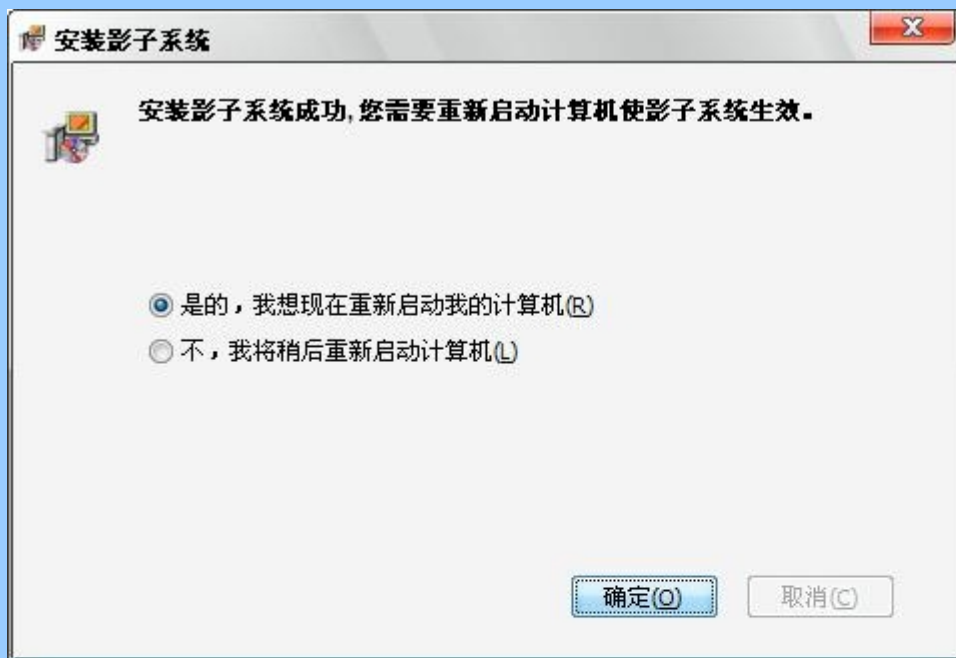 安装影子系统
安装影子系统成功,您需要重新启动计算机使影子系统生效。
是的，我想现在重新启动我的计算机(R)
不，我将稍后重新启动计算机(L)
确定(O)
取消(C)